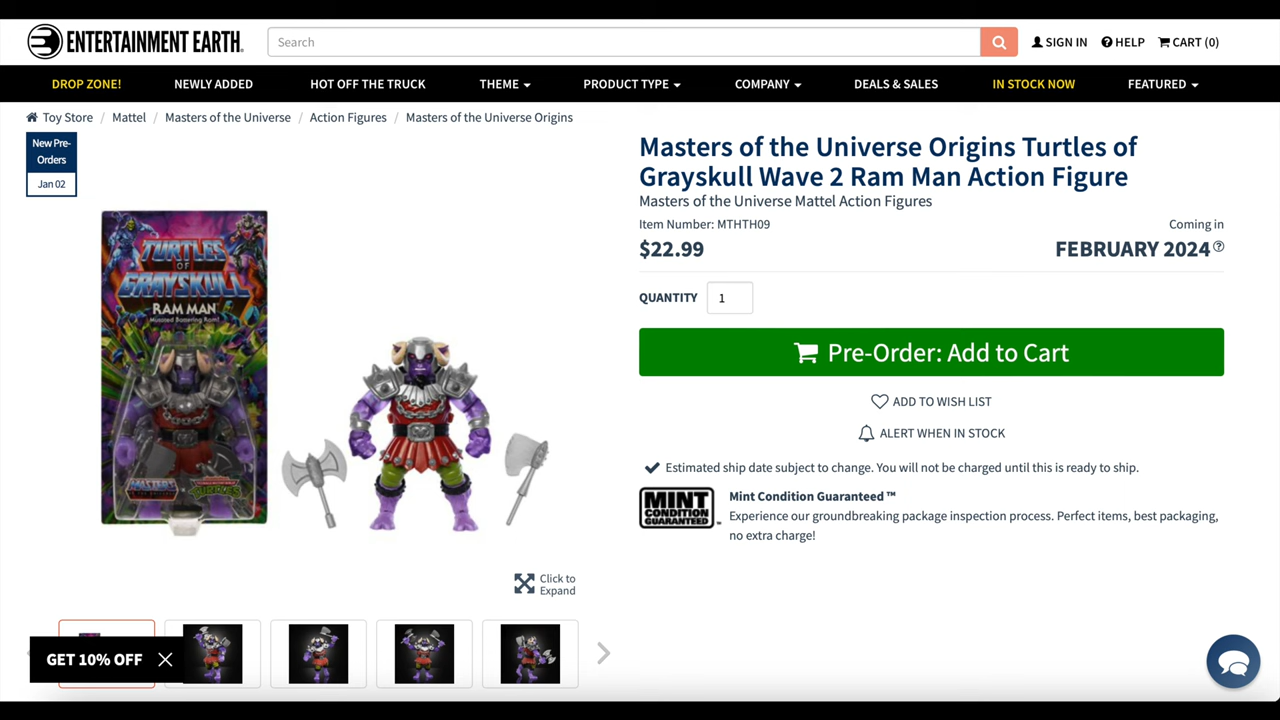 ENTERTAINMENT EARTH
Search
SIGN IN
HELP
CART (0)
DROP ZONE!
NEWLY ADDED
HOT OFF THE TRUCK
THEME
PRODUCT TYPE
COMPANY
DEALS & SALES
IN STOCK NOW
FEATURED
Toy Store / Mattel / Masters of the Universe / Action Figures / Masters of the Universe Origins
New Pre-
Orders
Jan 02
TURTLES
OF
GRAYSKULL
RAM MAN
Mutated Battering Ram!
MASTERS
TURTLES
Click to
Expand
GET 10% OFF
Masters of the Universe Origins Turtles of
Grayskull Wave 2 Ram Man Action Figure
Masters of the Universe Mattel Action Figures
Item Number: MTHTH09
Coming in
$22.99
FEBRUARY 2024
QUANTITY 1
Pre-Order: Add to Cart
ADD TO WISH LIST
ALERT WHEN IN STOCK
Estimated ship date subject to change. You will not be charged until this is ready to ship.
MINT
CONDITION
GUARANTEED
Mint Condition Guaranteed ™
Experience our groundbreaking package inspection process. Perfect items, best packaging,
no extra charge!